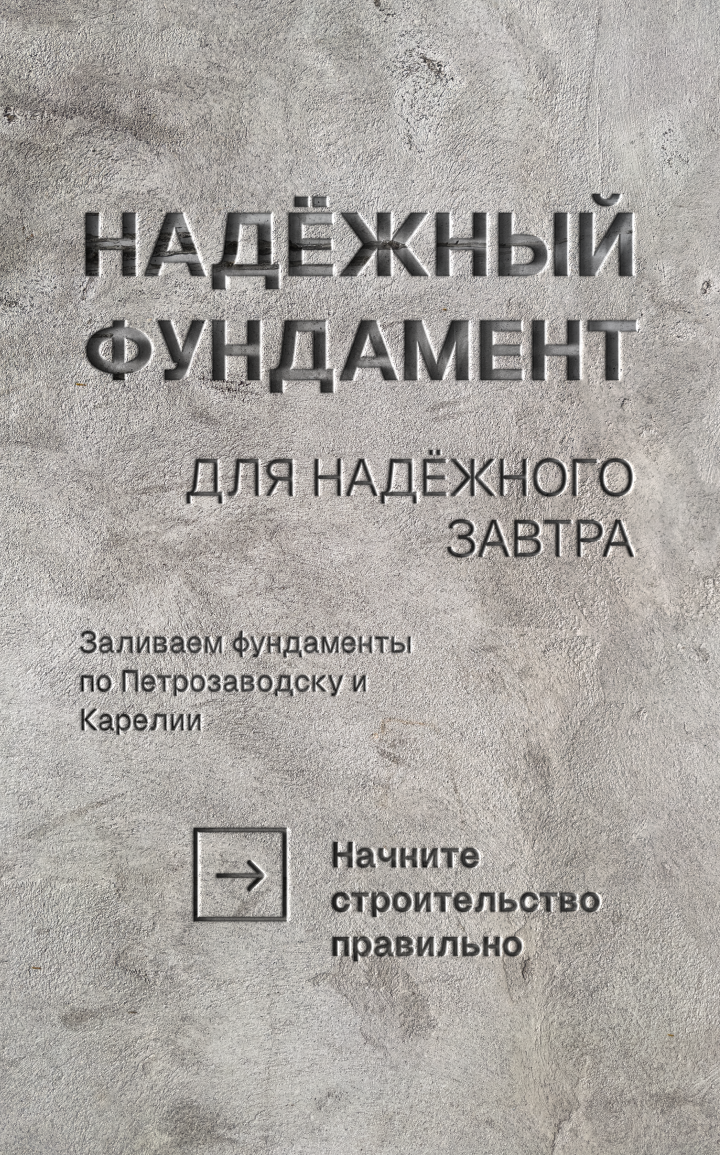 НАДЁЖНЫЙ
ФУНДАМЕНТ
ДЛЯ НАДЁЖНОГО
ЗАВТРА
Заливаем фундаменты
по Петрозаводску и
Карелии
Начните
строительство
правильно